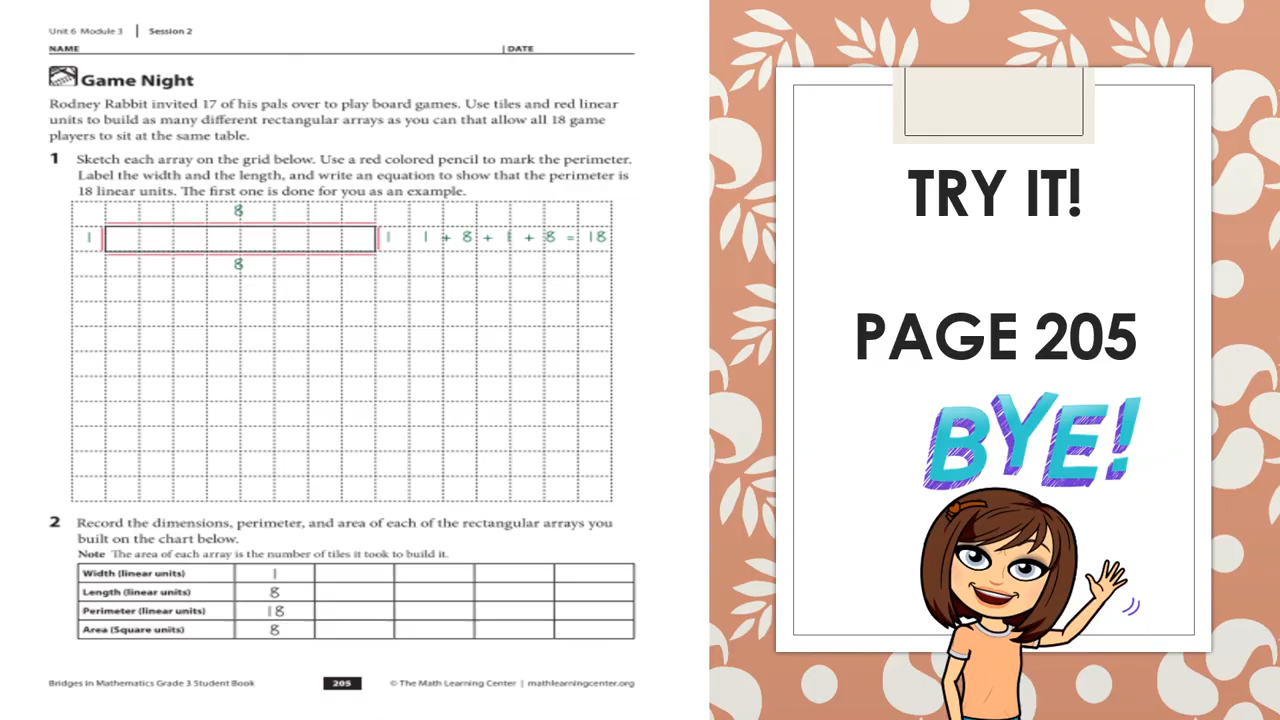 Unit 6 Module 3 | Session 2
NAME | DATE
Game Night
Rodney Rabbit invited 17 of his pals over to play board games. Use tiles and red linear
units to build as many different rectangular arrays as you can that allow all 18 game
players to sit at the same table.
1 Sketch each array on the grid below. Use a red colored pencil to mark the perimeter.
Label the width and the length, and write an equation to show that the perimeter is
18 linear units. The first one is done for you as an example.
8
1 1 1 + 8 + 1 + 8 = 18
8
2 Record the dimensions, perimeter, and area of each of the rectangular arrays you
built on the chart below.
Note The area of each array is the number of tiles it took to build it.
Width (linear units) 1
Length (linear units) 8
Perimeter (linear units) 18
Area (Square units) 8
Bridges in Mathematics Grade 3 Student Book 205 © The Math Learning Center | mathlearningcenter.org
TRY IT!
PAGE 205
BYE!